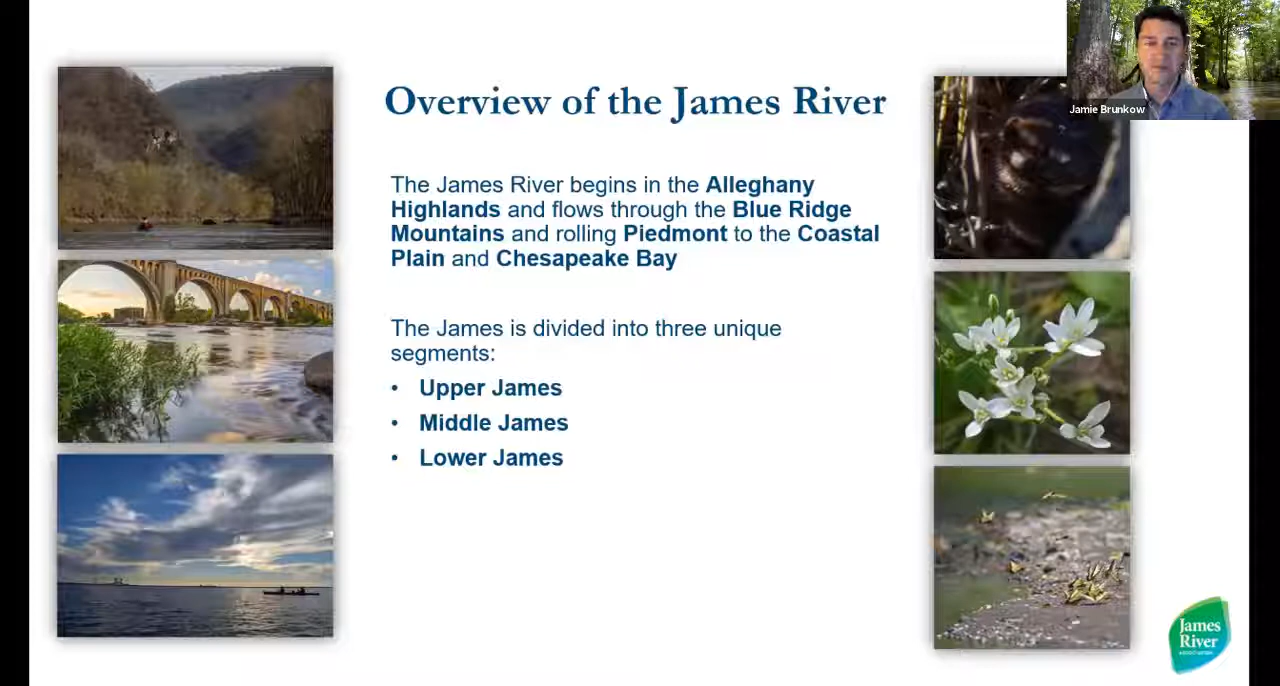 Overview of the James River
Jamie Brunkow
The James River begins in the Alleghany
Highlands and flows through the Blue Ridge
Mountains and rolling Piedmont to the Coastal
Plain and Chesapeake Bay
The James is divided into three unique
segments:
• Upper James
• Middle James
• Lower James
James
River
ASSOCIATION